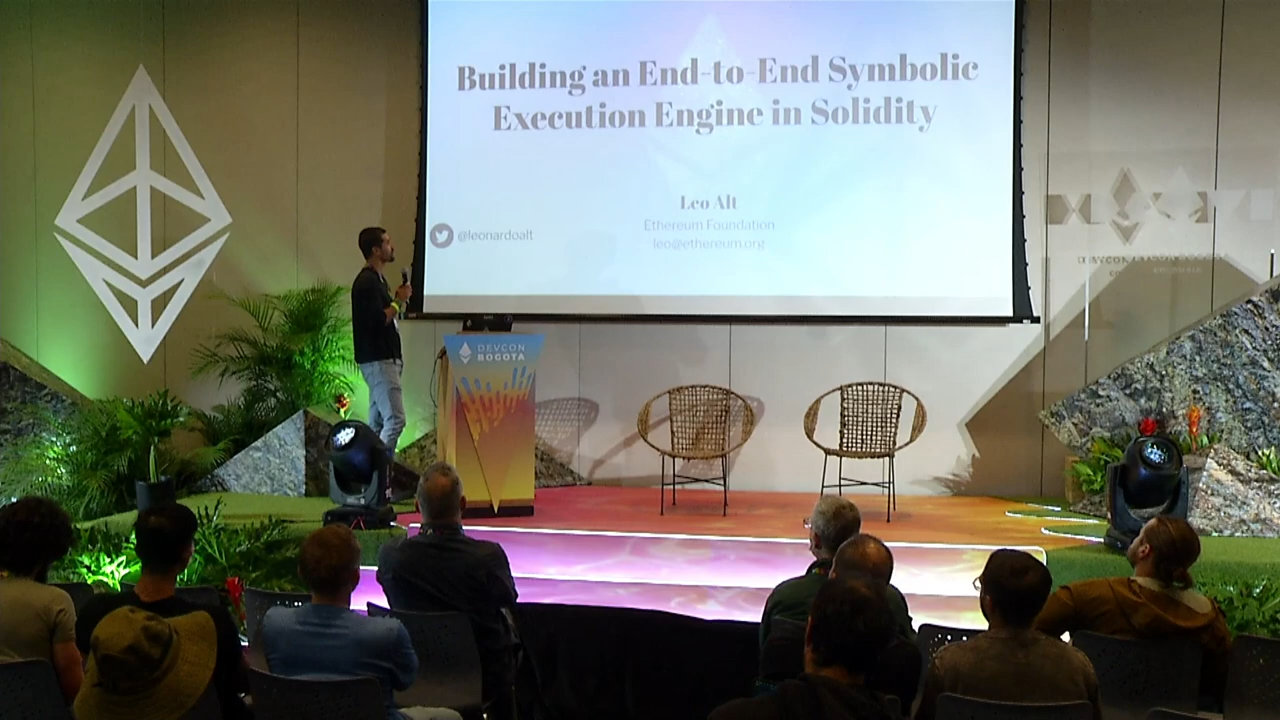 Building an End-to-End Symbolic
Execution Engine in Solidity
Leo Alt
Ethereum Foundation
leo@ethereum.org
@leonardoalt
DEVCON
BOGOTA